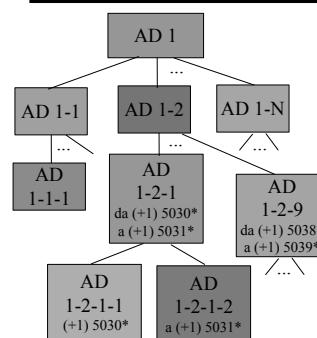 AD 1
...
AD 1-1
AD 1-2
AD 1-N
...
...
...
AD
1-1-1
AD
1-2-1
da (+1) 5030*
a (+1) 5031*
AD
1-2-9
da (+1) 5038*
a (+1) 5039*
...
AD
1-2-1-1
(+1) 5030*
AD
1-2-1-2
a (+1) 5031*